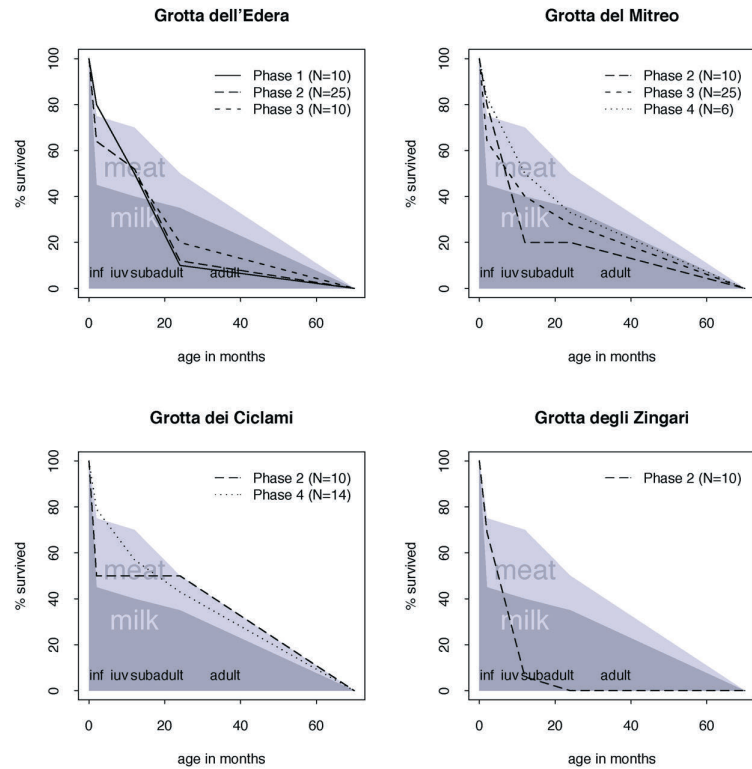 Grotta dell'Edera
100
80
60
40
20
0
% survived
Phase 1 (N=10)
Phase 2 (N=25)
Phase 3 (N=10)
meat
milk
inf iuv subadult adult
0 20 40 60
age in months
Grotta del Mitreo
100
80
60
40
20
0
% survived
Phase 2 (N=10)
Phase 3 (N=25)
Phase 4 (N=6)
meat
milk
inf iuv subadult adult
0 20 40 60
age in months
Grotta dei Ciclami
100
80
60
40
20
0
% survived
Phase 2 (N=10)
Phase 4 (N=14)
meat
milk
inf iuv subadult adult
0 20 40 60
age in months
Grotta degli Zingari
100
80
60
40
20
0
% survived
Phase 2 (N=10)
meat
milk
inf iuv subadult adult
0 20 40 60
age in months